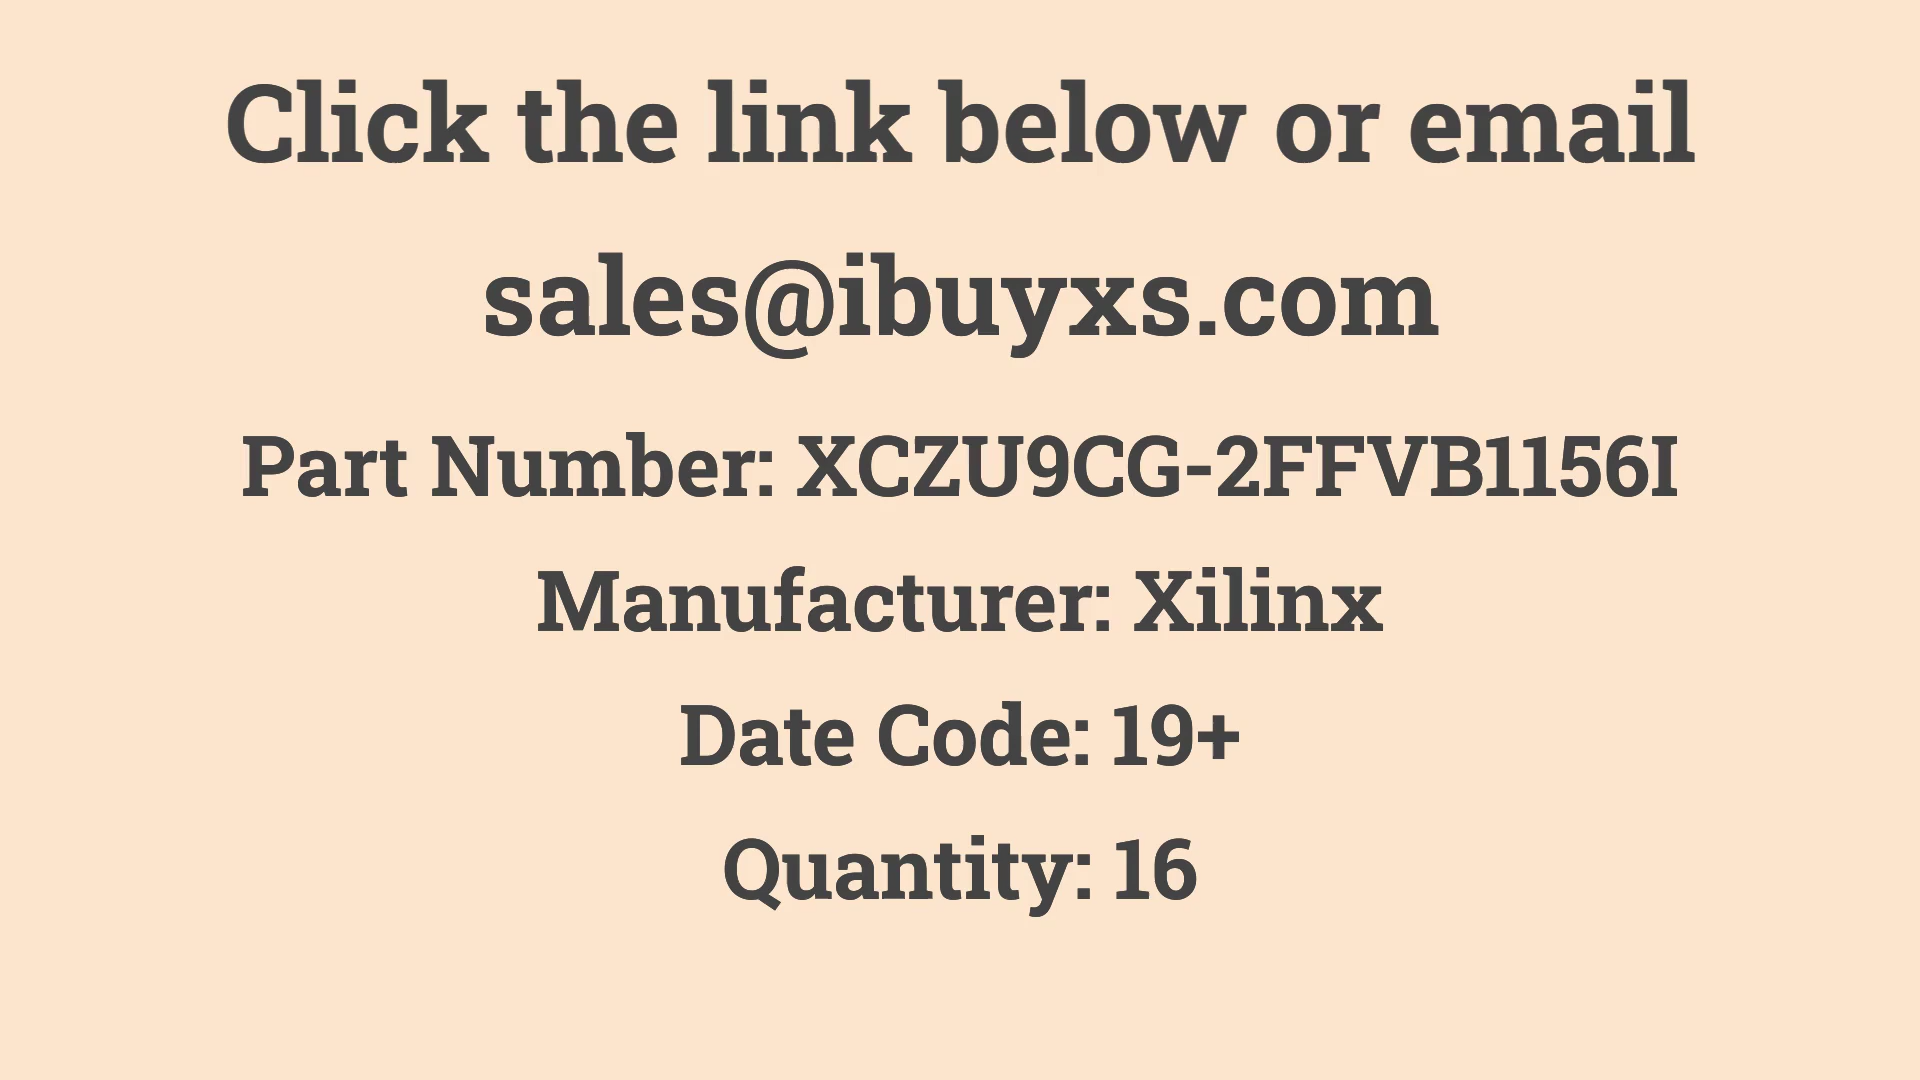 Click the link below or email
sales@ibuyxs.com
Part Number: XCZU9CG-2FFVB1156I
Manufacturer: Xilinx
Date Code: 19+
Quantity: 16